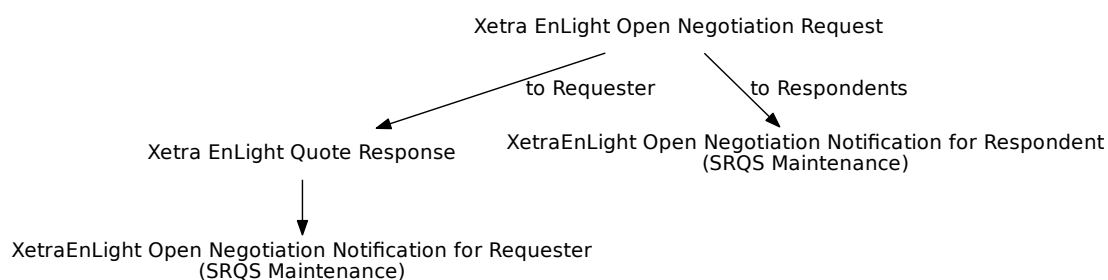 Xetra EnLight Open Negotiation Request
to Requester
to Respondents
XetraEnLight Open Negotiation Notification for Respondent
(SRQS Maintenance)
Xetra EnLight Quote Response
XetraEnLight Open Negotiation Notification for Requester
(SRQS Maintenance)